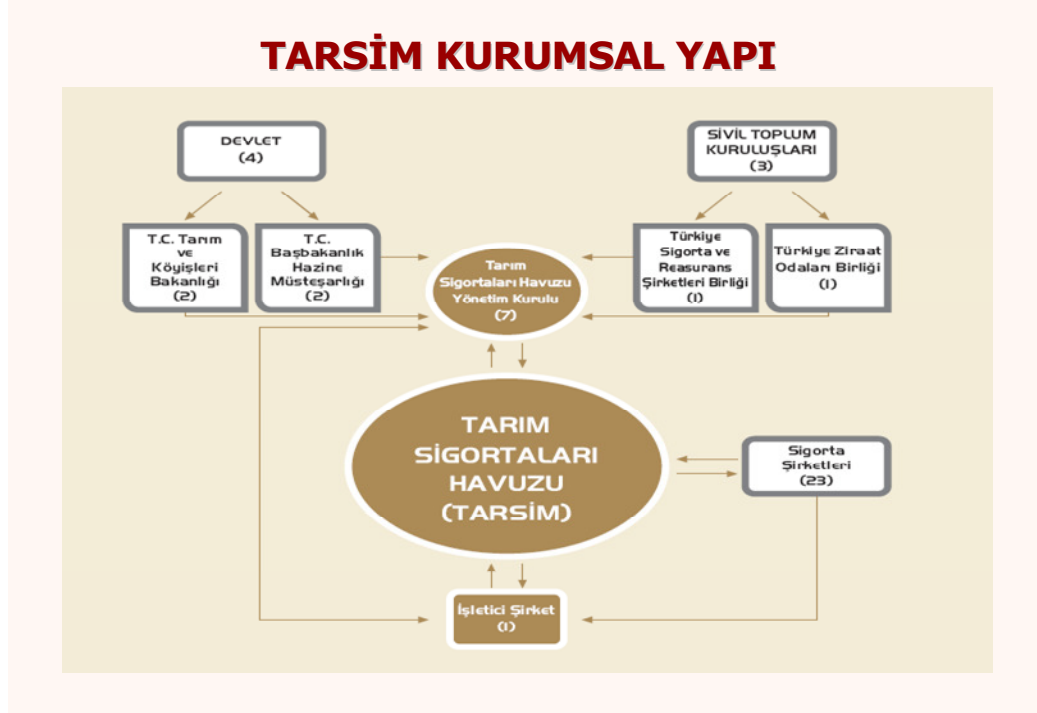 TARSİM KURUMSAL YAPI
DEVLET
(4)
SİVİL TOPLUM
KURULUŞLARI
(3)
T.C. Tarım
ve
Köyişleri
Bakanlığı
(2)
T.C.
Başbakanlık
Hazine
Müsteşarlığı
(2)
Tarım
Sigortaları Havuzu
Yönetim Kurulu
(7)
Türkiye
Sigorta ve
Reasurans
Şirketleri Birliği
(1)
Türkiye Ziraat
Odaları Birliği
(1)
TARIM
SİGORTALARI
HAVUZU
(TARSİM)
Sigorta
Şirketleri
(23)
İşletici Şirket
(1)